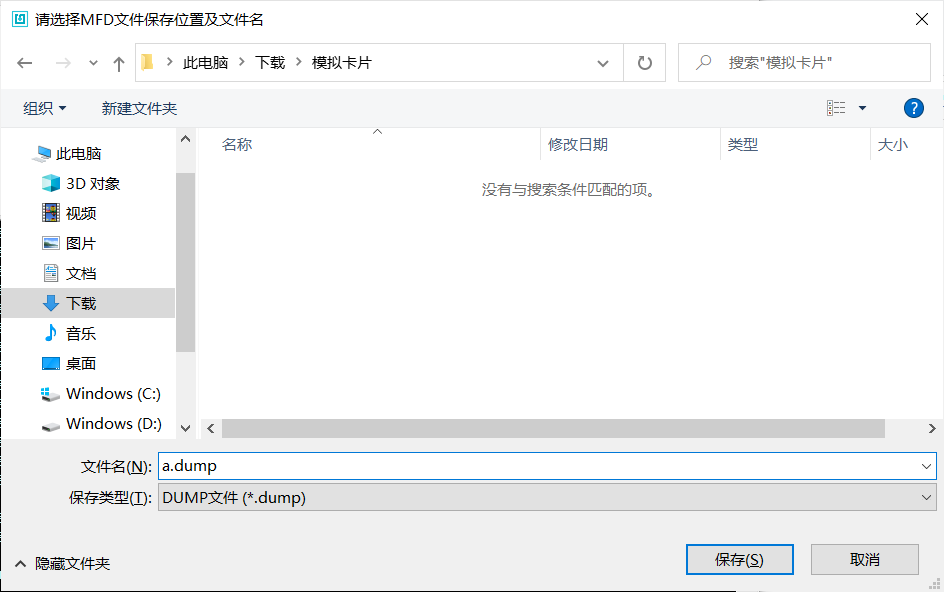 请选择MFD文件保存位置及文件名
此电脑 下载 模拟卡片
搜索"模拟卡片"
组织 新建文件夹
?
名称 修改日期 类型 大小
没有与搜索条件匹配的项。
此电脑
3D 对象
视频
图片
文档
下载
音乐
桌面
Windows (C:)
Windows (D:)
文件名(N): a.dump
保存类型(T): DUMP文件 (*.dump)
隐藏文件夹
保存(S) 取消